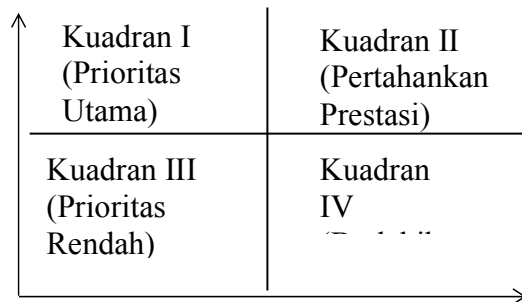 Kuadran I
(Prioritas
Utama)
Kuadran II
(Pertahankan
Prestasi)
Kuadran III
(Prioritas
Rendah)
Kuadran
IV